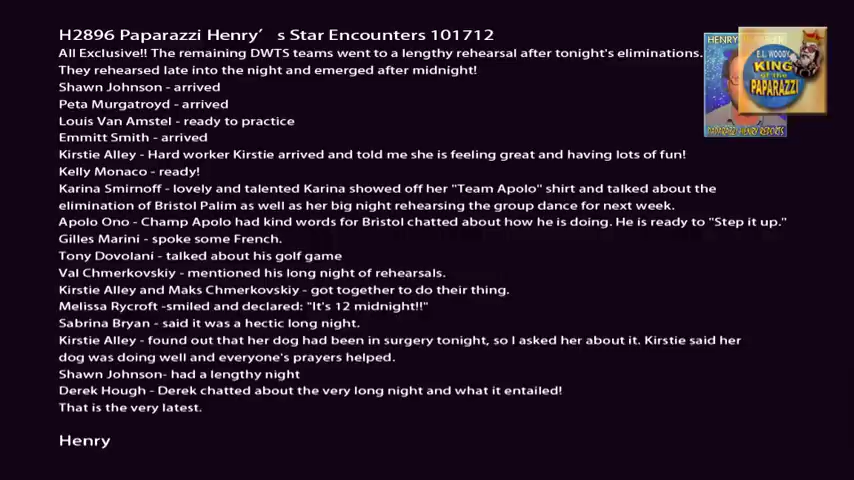 H2896 Paparazzi Henry’ s Star Encounters 101712
All Exclusive!! The remaining DWTS teams went to a lengthy rehearsal after tonight's eliminations.
They rehearsed late into the night and emerged after midnight!
Shawn Johnson - arrived
Peta Murgatroyd - arrived
Louis Van Amstel - ready to practice
Emmitt Smith - arrived
Kirstie Alley - Hard worker Kirstie arrived and told me she is feeling great and having lots of fun!
Kelly Monaco - ready!
Karina Smirnoff - lovely and talented Karina showed off her "Team Apolo" shirt and talked about the
elimination of Bristol Palim as well as her big night rehearsing the group dance for next week.
Apolo Ono - Champ Apolo had kind words for Bristol chatted about how he is doing. He is ready to "Step it up."
Gilles Marini - spoke some French.
Tony Dovolani - talked about his golf game
Val Chmerkovskiy - mentioned his long night of rehearsals.
Kirstie Alley and Maks Chmerkovskiy - got together to do their thing.
Melissa Rycroft -smiled and declared: "It's 12 midnight!!"
Sabrina Bryan - said it was a hectic long night.
Kirstie Alley - found out that her dog had been in surgery tonight, so I asked her about it. Kirstie said her
dog was doing well and everyone's prayers helped.
Shawn Johnson- had a lengthy night
Derek Hough - Derek chatted about the very long night and what it entailed!
That is the very latest.
Henry
HENRY
E.L. WOODY
KING
of the
PAPARAZZI
PAPARAZZI HENRY REPORTS